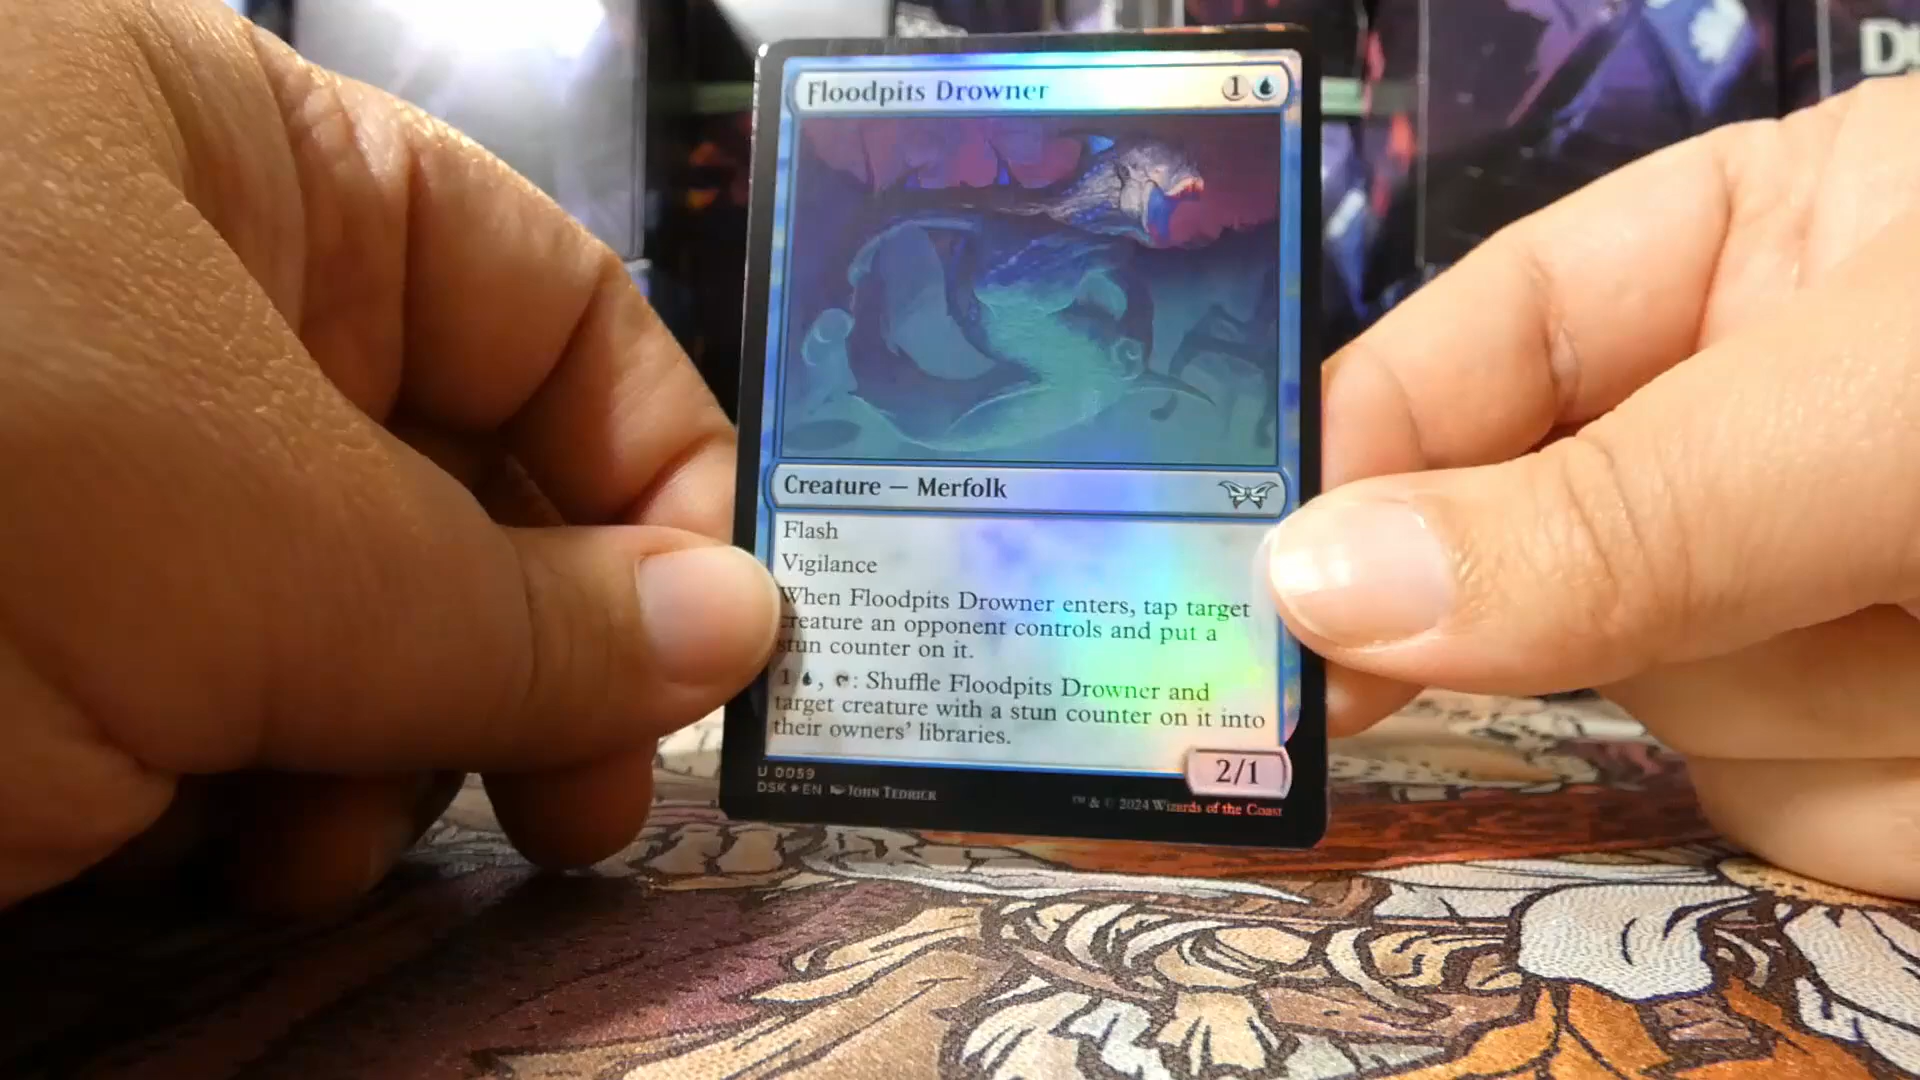 Floodpits Drowner 1
Creature — Merfolk
Flash
Vigilance
When Floodpits Drowner enters, tap target
creature an opponent controls and put a
stun counter on it.
1 , : Shuffle Floodpits Drowner and
target creature with a stun counter on it into
their owners' libraries.
2/1
U 0059
DSK ★ EN John Tedrick
™ & © 2024 Wizards of the Coast